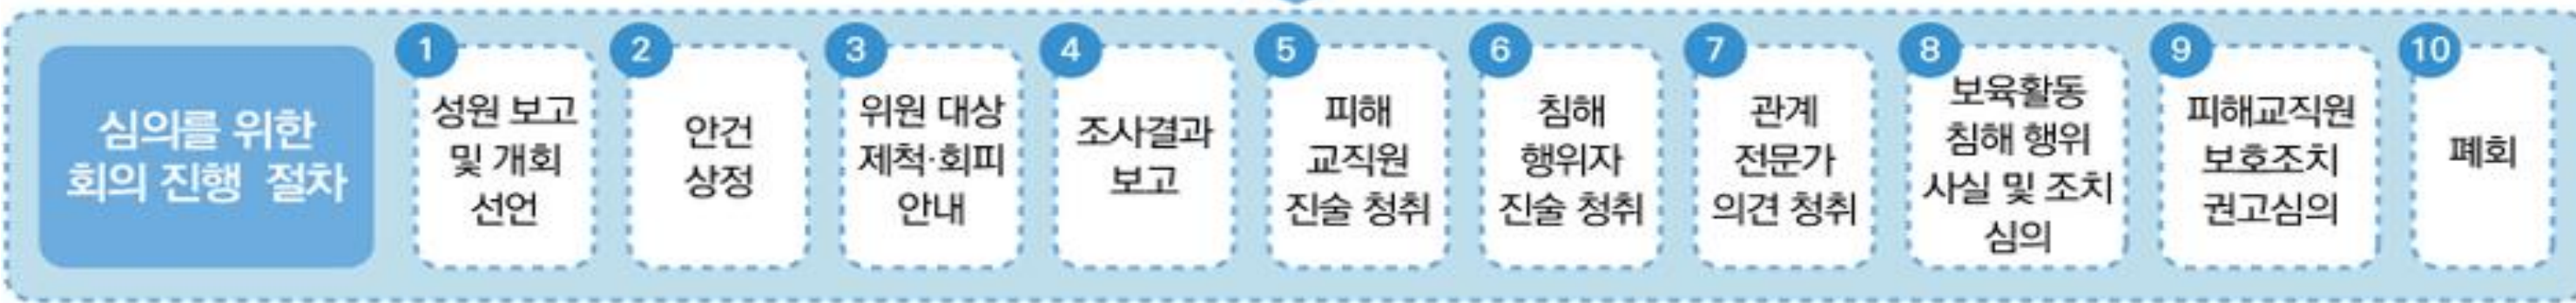 심의를 위한
회의 진행 절차
1
성원 보고
및 개회
선언
2
안건
상정
3
위원 대상
제척·회피
안내
4
조사결과
보고
5
피해
교직원
진술 청취
6
침해
행위자
진술 청취
7
관계
전문가
의견 청취
8
보육활동
침해 행위
사실 및 조치
심의
9
피해교직원
보호조치
권고심의
10
폐회